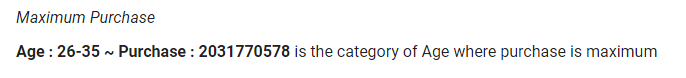 Maximum Purchase
Age : 26-35 ~ Purchase : 2031770578 is the category of Age where purchase is maximum